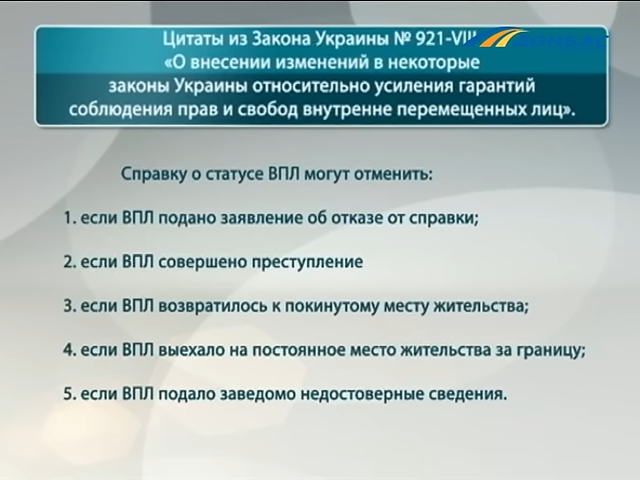 Цитаты из Закона Украины № 921-VIII
«О внесении изменений в некоторые
законы Украины относительно усиления гарантий
соблюдения прав и свобод внутренне перемещенных лиц».
Справку о статусе ВПЛ могут отменить:
1. если ВПЛ подано заявление об отказе от справки;
2. если ВПЛ совершено преступление
3. если ВПЛ возвратилось к покинутому месту жительства;
4. если ВПЛ выехало на постоянное место жительства за границу;
5. если ВПЛ подало заведомо недостоверные сведения.